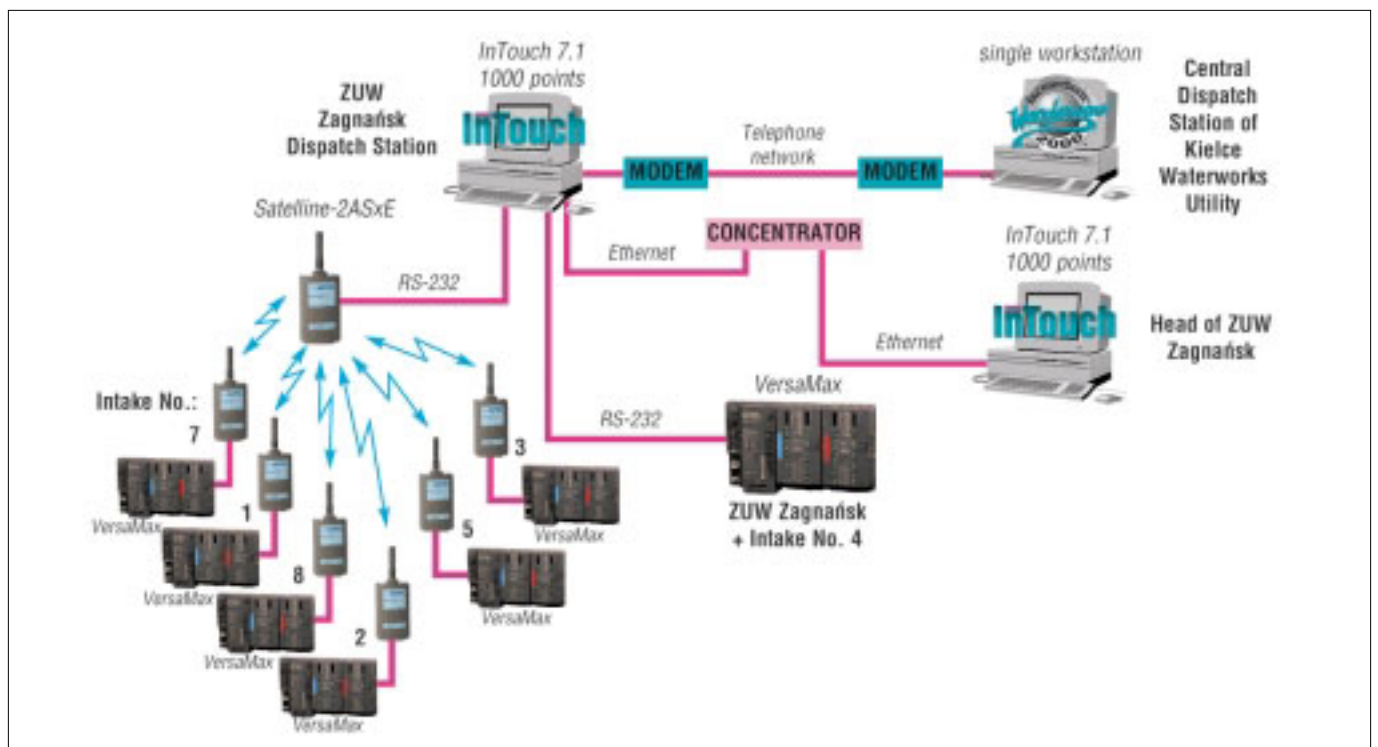 InTouch 7.1
1000 points
ZUW
Zagnańsk
Dispatch Station
InTouch
single workstation
Wonderware
2000
Central
Dispatch
Station of
Kielce
Waterworks
Utility
Telephone
network
MODEM
MODEM
Satelline-2ASxE
RS-232
Ethernet
CONCENTRATOR
InTouch 7.1
1000 points
InTouch
Head of ZUW
Zagnańsk
Ethernet
RS-232
VersaMax
ZUW Zagnańsk
+ Intake No. 4
Intake No.:
7
VersaMax
1
VersaMax
8
VersaMax
2
VersaMax
5
VersaMax
3
VersaMax